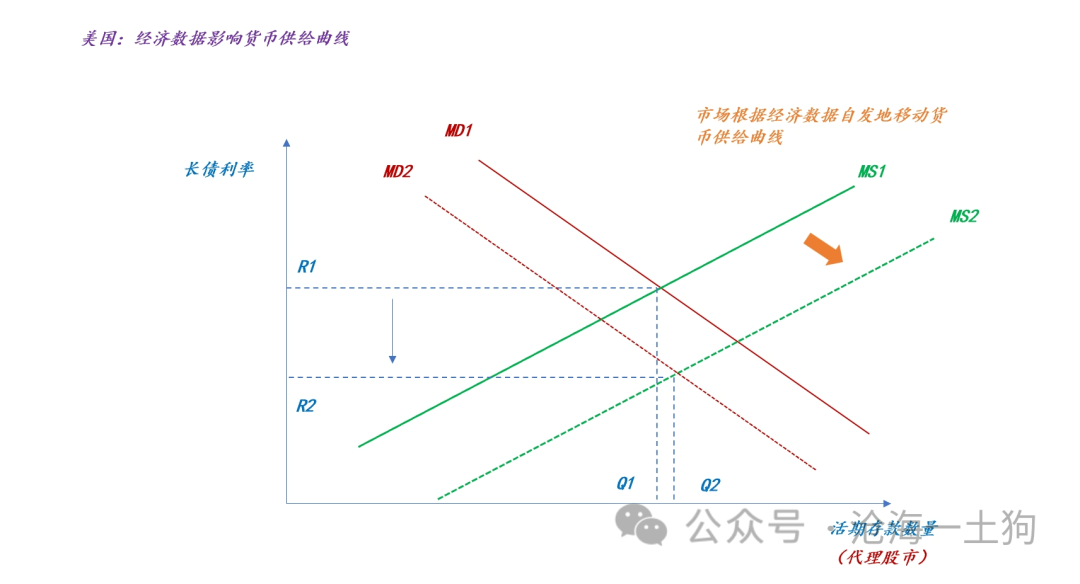 美国：经济数据影响货币供给曲线
市场根据经济数据自发地移动货
币供给曲线
MD1
长债利率
MD2
MS1
MS2
R1
R2
Q1
Q2
公众号·沧海一土狗
活期存款数量
（代理股市）